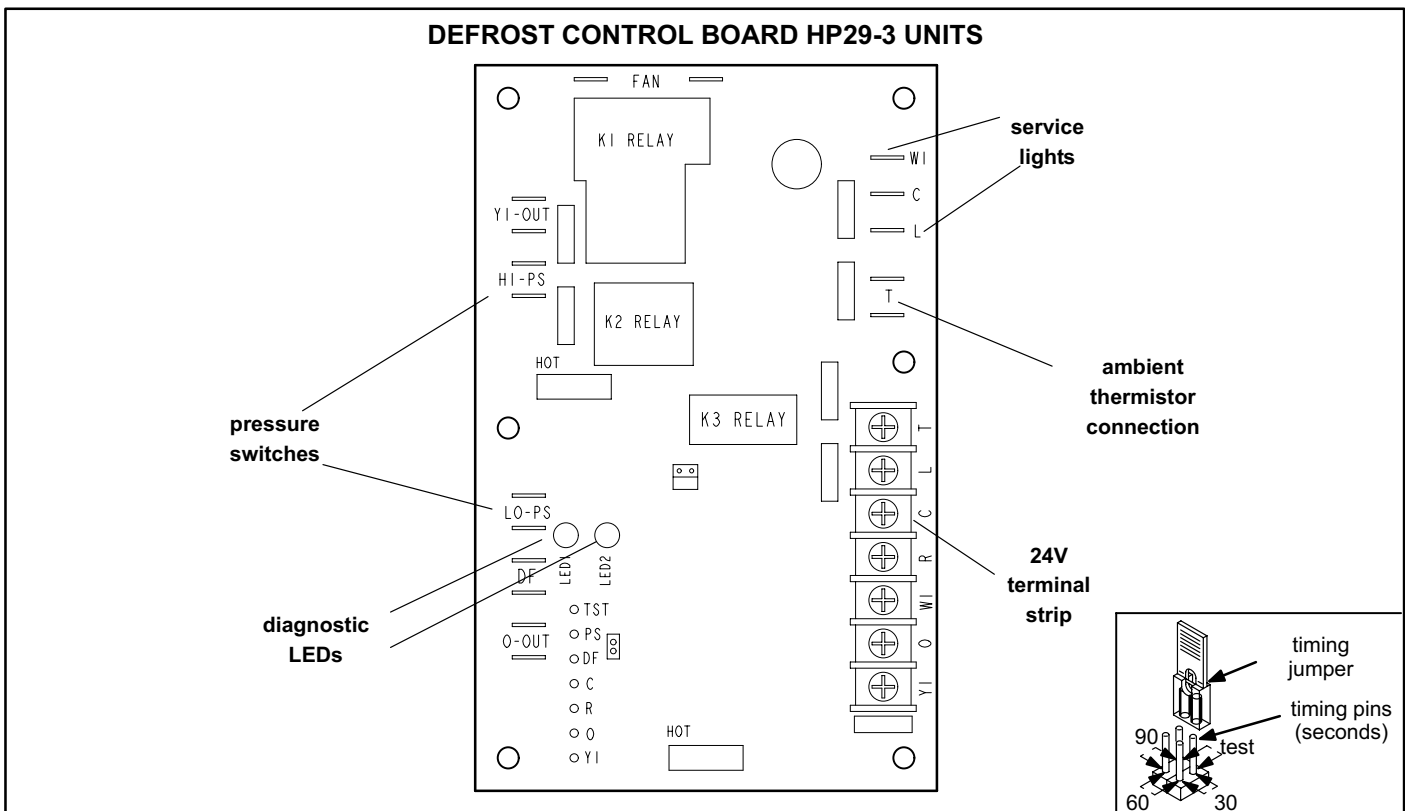 DEFROST CONTROL BOARD HP29-3 UNITS
FAN
K1 RELAY
service
lights
W1
C
L
Y1-OUT
HI-PS
T
K2 RELAY
HOT
ambient
thermistor
connection
pressure
switches
K3 RELAY
T
L
C
R
W1
O
Y1
LO-PS
LED1
LED2
DF
24V
terminal
strip
diagnostic
LEDs
O-OUT
TST
PS
DF
C
R
O
Y1
HOT
timing
jumper
timing pins
(seconds)
90
test
60
30